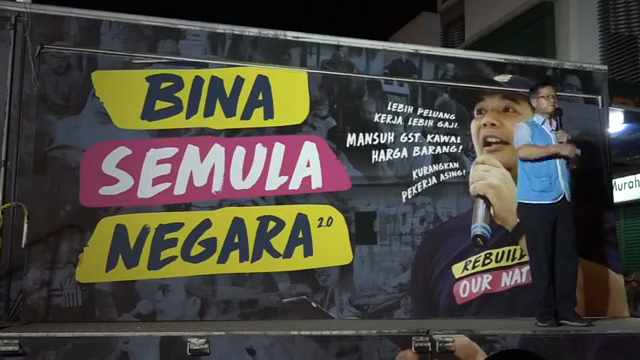 BINA
SEMULA
NEGARA 2.0
LEBIH PELUANG
KERJA, LEBIH GAJI.
MANSUH GST. KAWAL
HARGA BARANG!
KURANGKAN
PEKERJA ASING!
REBUILD
OUR NAT
Murah